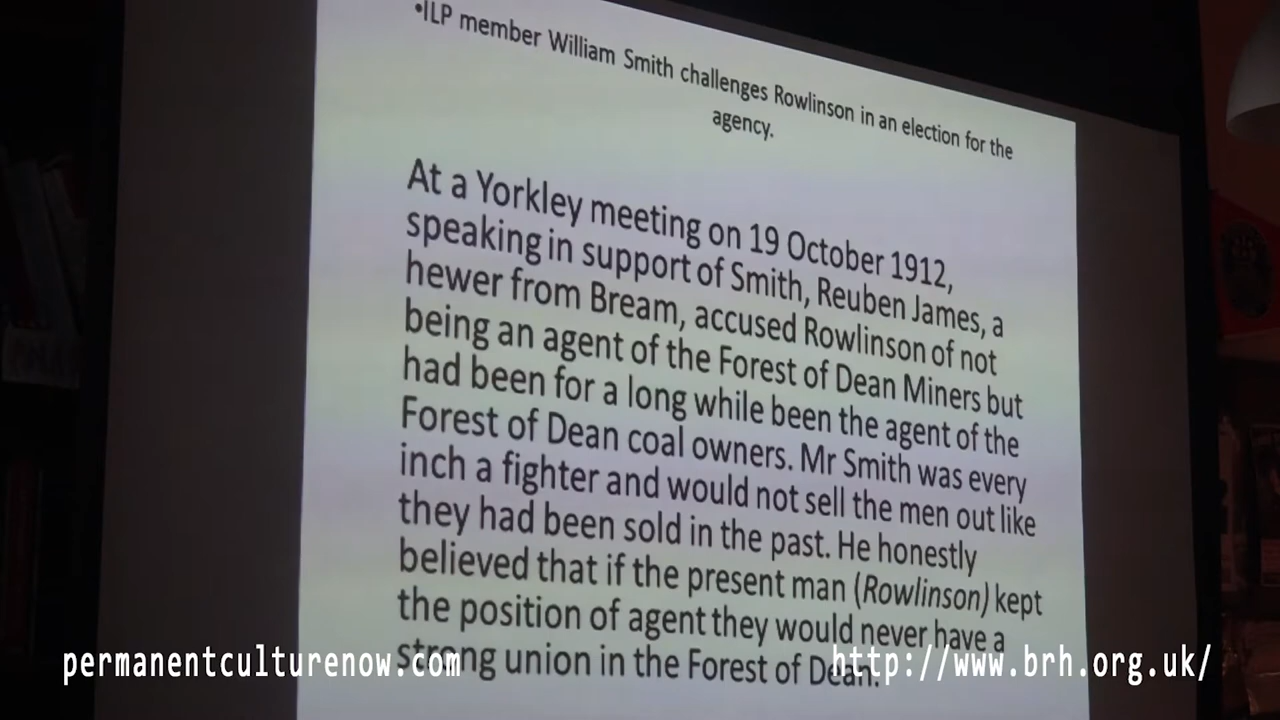 •ILP member William Smith challenges Rowlinson in an election for the
agency.
At a Yorkley meeting on 19 October 1912,
speaking in support of Smith, Reuben James, a
hewer from Bream, accused Rowlinson of not
being an agent of the Forest of Dean Miners but
had been for a long while been the agent of the
Forest of Dean coal owners. Mr Smith was every
inch a fighter and would not sell the men out like
they had been sold in the past. He honestly
believed that if the present man (Rowlinson) kept
the position of agent they would never have a
strong union in the Forest of Dean.
permanentculturenow.com
http://www.brh.org.uk/